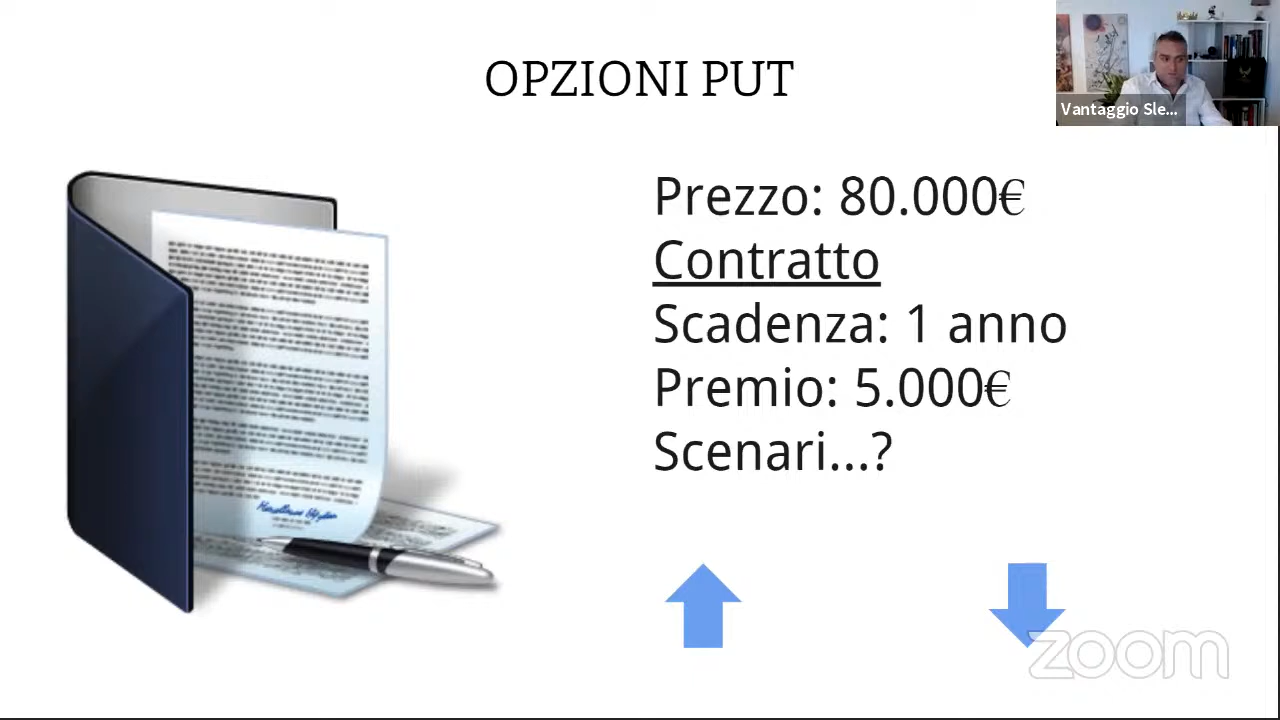 OPZIONI PUT
Vantaggio Sle...
Prezzo: 80.000€
Contratto
Scadenza: 1 anno
Premio: 5.000€
Scenari...?
zoom